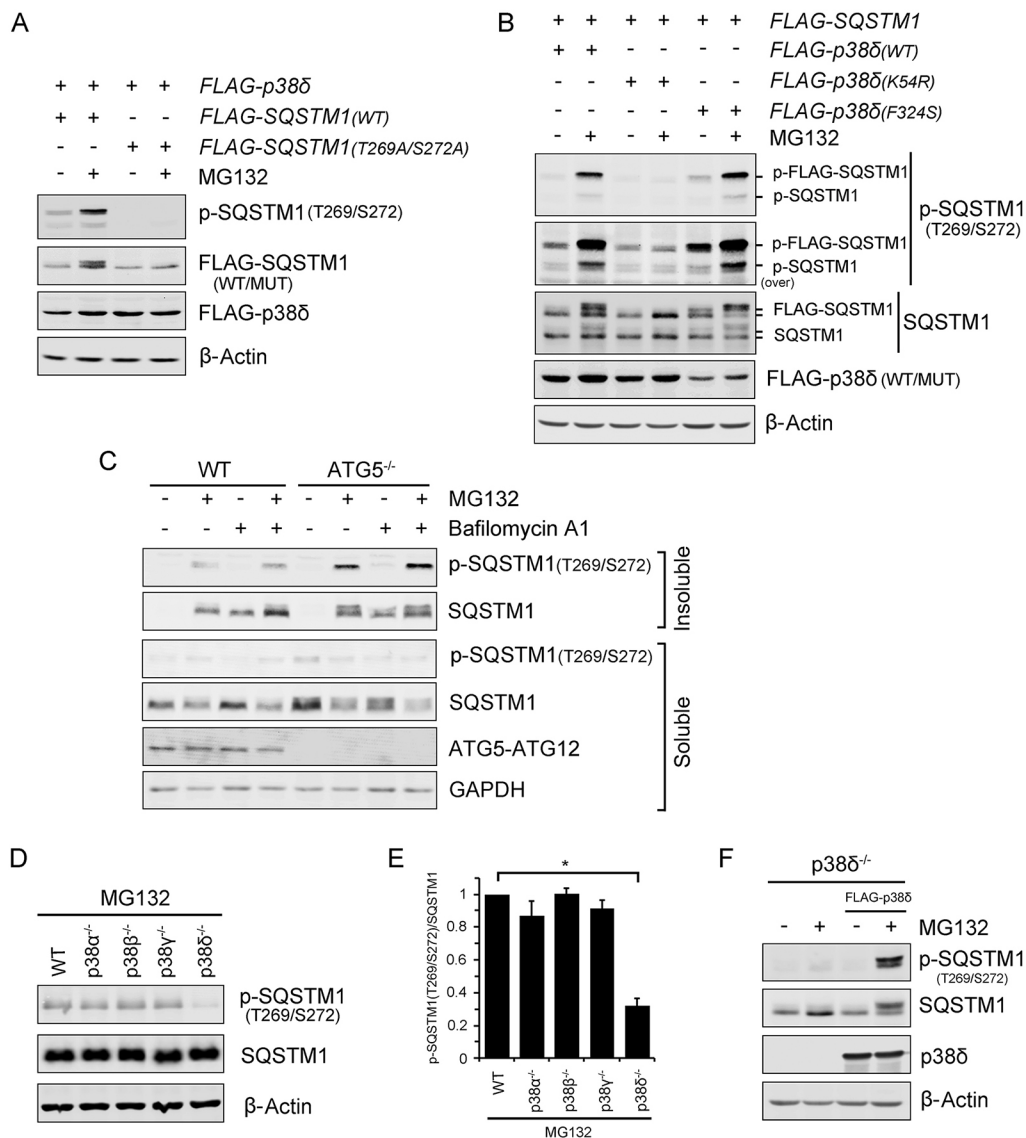 A
+ + + + FLAG-p38δ
+ + - - FLAG-SQSTM1(WT)
- - + + FLAG-SQSTM1(T269A/S272A)
- + - + MG132
p-SQSTM1(T269/S272)
FLAG-SQSTM1
(WT/MUT)
FLAG-p38δ
β-Actin
B
+ + + + + + FLAG-SQSTM1
+ + - - - - FLAG-p38δ(WT)
- - + + - - FLAG-p38δ(K54R)
- - - - + + FLAG-p38δ(F324S)
- + - + - + MG132
p-FLAG-SQSTM1
p-SQSTM1
p-FLAG-SQSTM1
p-SQSTM1
(over)
p-SQSTM1
(T269/S272)
FLAG-SQSTM1
SQSTM1
SQSTM1
FLAG-p38δ (WT/MUT)
β-Actin
C
WT ATG5-/-
- + - + - + - + MG132
- - + + - - + + Bafilomycin A1
p-SQSTM1(T269/S272)
SQSTM1
Insoluble
p-SQSTM1(T269/S272)
SQSTM1
ATG5-ATG12
GAPDH
Soluble
D
MG132
WT p38α-/- p38β-/- p38γ-/- p38δ-/-
p-SQSTM1
(T269/S272)
SQSTM1
β-Actin
E
*
p-SQSTM1(T269/S272)/SQSTM1
1
0.8
0.6
0.4
0.2
0
WT p38α-/- p38β-/- p38γ-/- p38δ-/-
MG132
F
p38δ-/-
FLAG-p38δ
- + - + MG132
p-SQSTM1
(T269/S272)
SQSTM1
p38δ
β-Actin